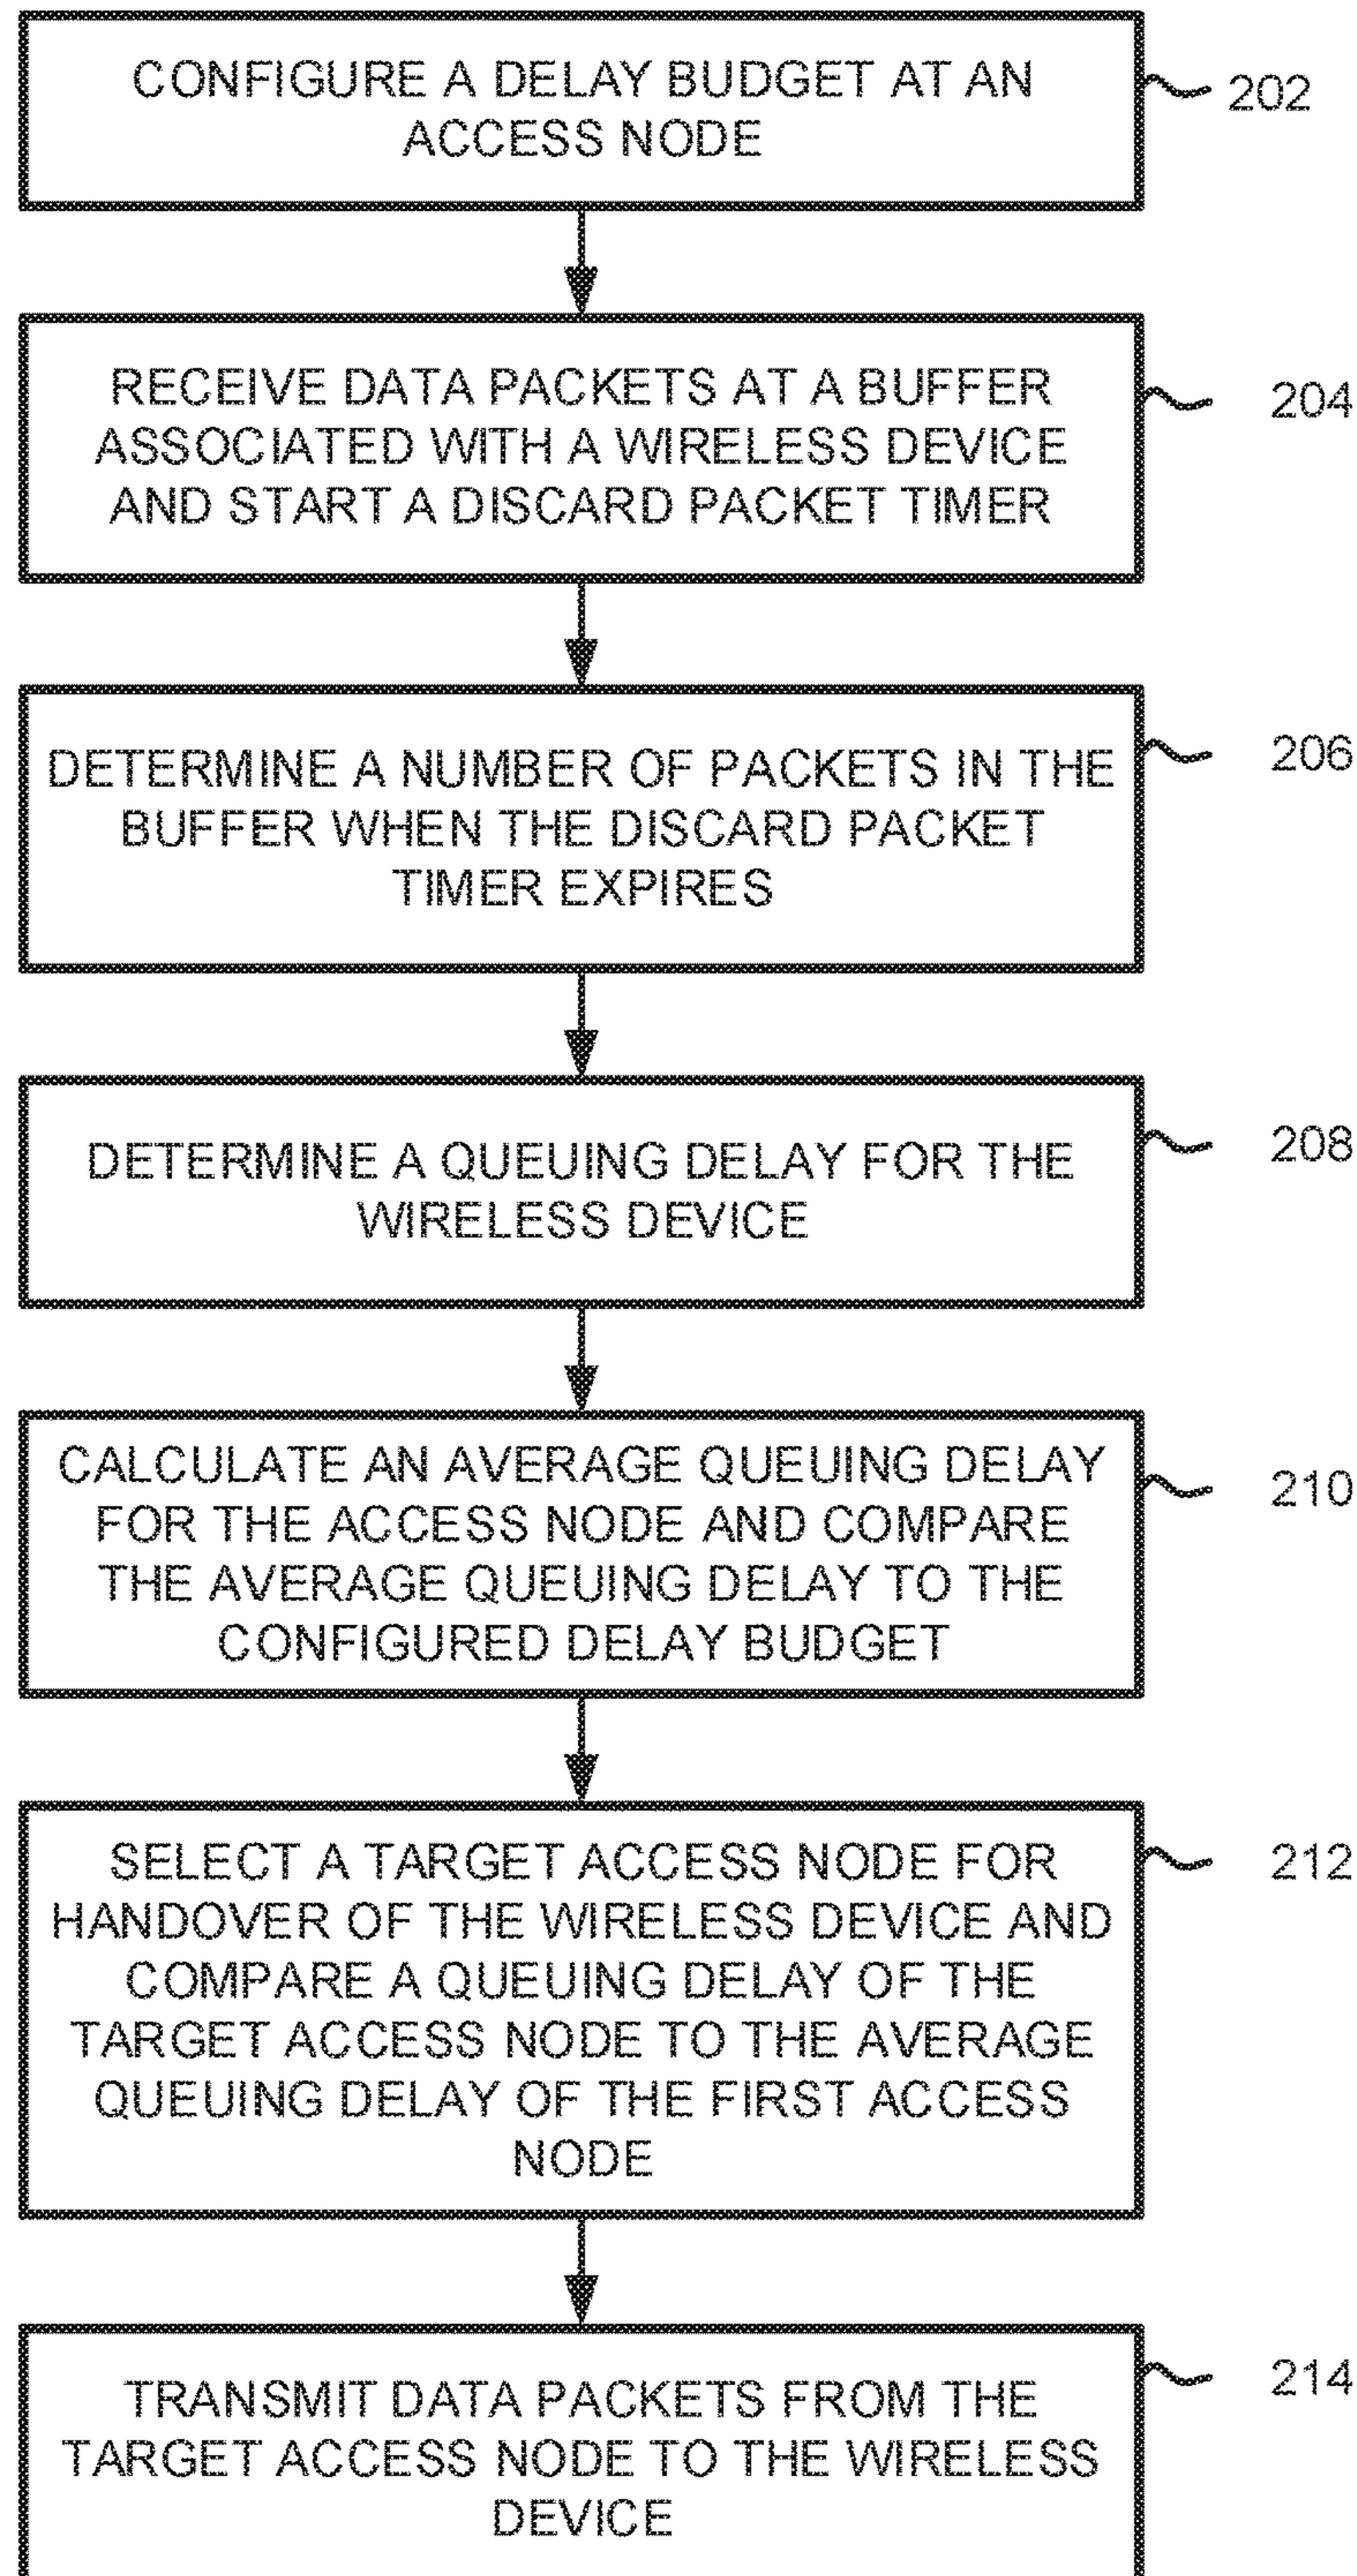 CONFIGURE A DELAY BUDGET AT AN
ACCESS NODE
202
RECEIVE DATA PACKETS AT A BUFFER
ASSOCIATED WITH A WIRELESS DEVICE
AND START A DISCARD PACKET TIMER
204
DETERMINE A NUMBER OF PACKETS IN THE
BUFFER WHEN THE DISCARD PACKET
TIMER EXPIRES
206
DETERMINE A QUEUING DELAY FOR THE
WIRELESS DEVICE
208
CALCULATE AN AVERAGE QUEUING DELAY
FOR THE ACCESS NODE AND COMPARE
THE AVERAGE QUEUING DELAY TO THE
CONFIGURED DELAY BUDGET
210
SELECT A TARGET ACCESS NODE FOR
HANDOVER OF THE WIRELESS DEVICE AND
COMPARE A QUEUING DELAY OF THE
TARGET ACCESS NODE TO THE AVERAGE
QUEUING DELAY OF THE FIRST ACCESS
NODE
212
TRANSMIT DATA PACKETS FROM THE
TARGET ACCESS NODE TO THE WIRELESS
DEVICE
214